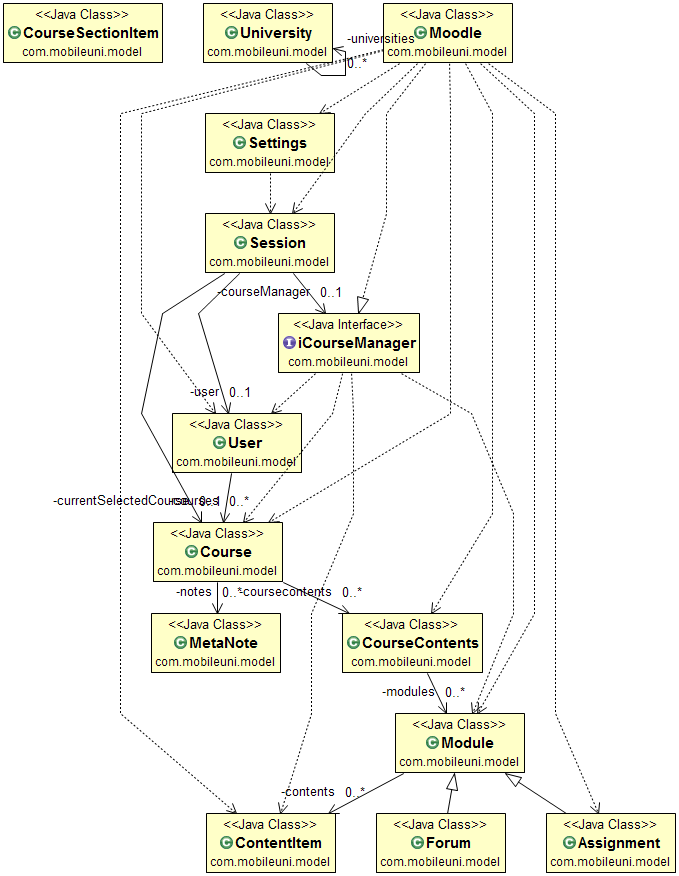 <<Java Class>>
C CourseSectionItem
com.mobileuni.model
<<Java Class>>
C University
com.mobileuni.model
-universities
0..*
<<Java Class>>
C Moodle
com.mobileuni.model
<<Java Class>>
C Settings
com.mobileuni.model
<<Java Class>>
C Session
com.mobileuni.model
-courseManager 0..1
<<Java Interface>>
I iCourseManager
com.mobileuni.model
-user 0..1
<<Java Class>>
C User
com.mobileuni.model
-currentSelectedCourse 0..1
-courses 0..*
<<Java Class>>
C Course
com.mobileuni.model
-notes 0..*
-coursecontents 0..*
<<Java Class>>
C MetaNote
com.mobileuni.model
<<Java Class>>
C CourseContents
com.mobileuni.model
-modules 0..*
<<Java Class>>
C Module
com.mobileuni.model
-contents 0..*
<<Java Class>>
C ContentItem
com.mobileuni.model
<<Java Class>>
C Forum
com.mobileuni.model
<<Java Class>>
C Assignment
com.mobileuni.model